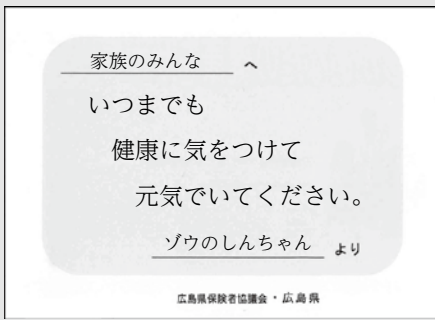 家族のみんな へ
いつまでも
健康に気をつけて
元気でいてください。
ゾウのしんちゃん より
広島県保険者協議会・広島県